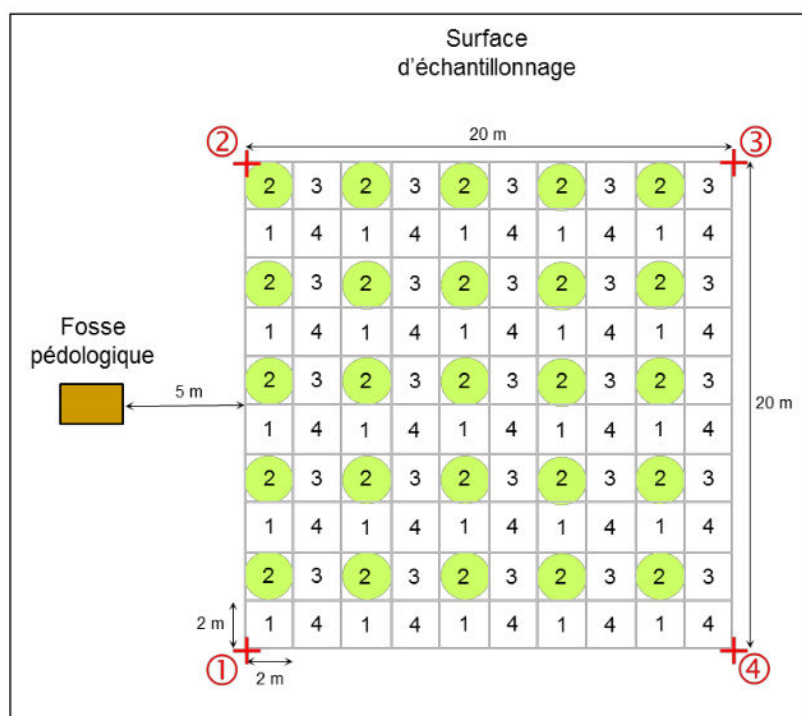 Surface
d'échantillonnage
② 20 m ③
2 3 2 3 2 3 2 3 2 3
1 4 1 4 1 4 1 4 1 4
2 3 2 3 2 3 2 3 2 3
1 4 1 4 1 4 1 4 1 4
Fosse
pédologique
5 m
2 3 2 3 2 3 2 3 2 3
20 m
1 4 1 4 1 4 1 4 1 4
2 3 2 3 2 3 2 3 2 3
1 4 1 4 1 4 1 4 1 4
2 3 2 3 2 3 2 3 2 3
2 m
1 4 1 4 1 4 1 4 1 4
① 2 m ④